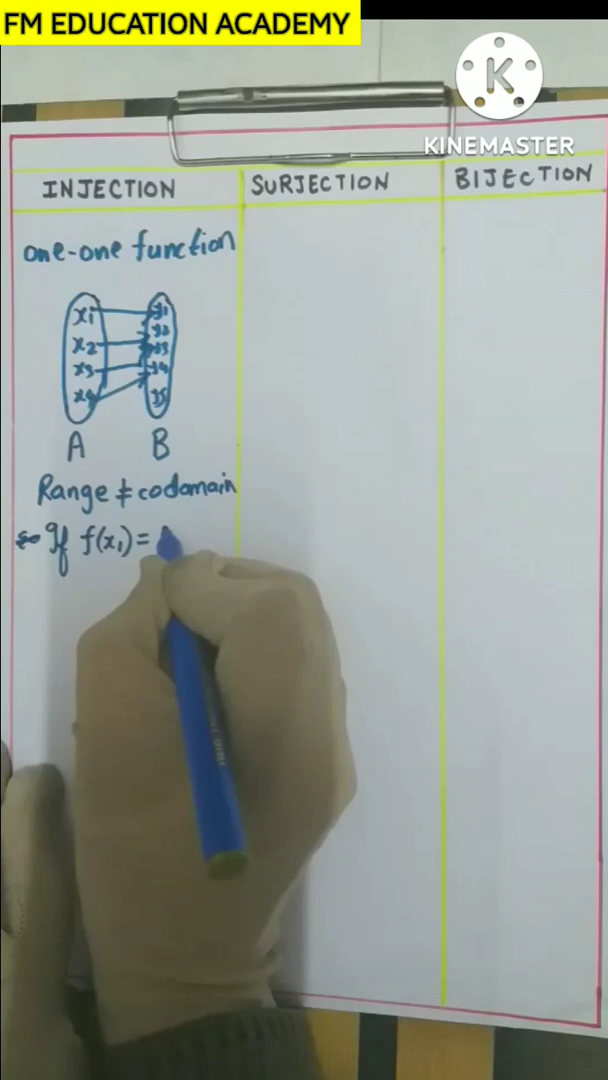 FM EDUCATION ACADEMY
K
KINEMASTER
INJECTION
SURJECTION
BIJECTION
one-one function
x1 y1
x2 y2
x3 y3
x4 y4
y5
A B
Range ≠ codomain
If f(x₁) =